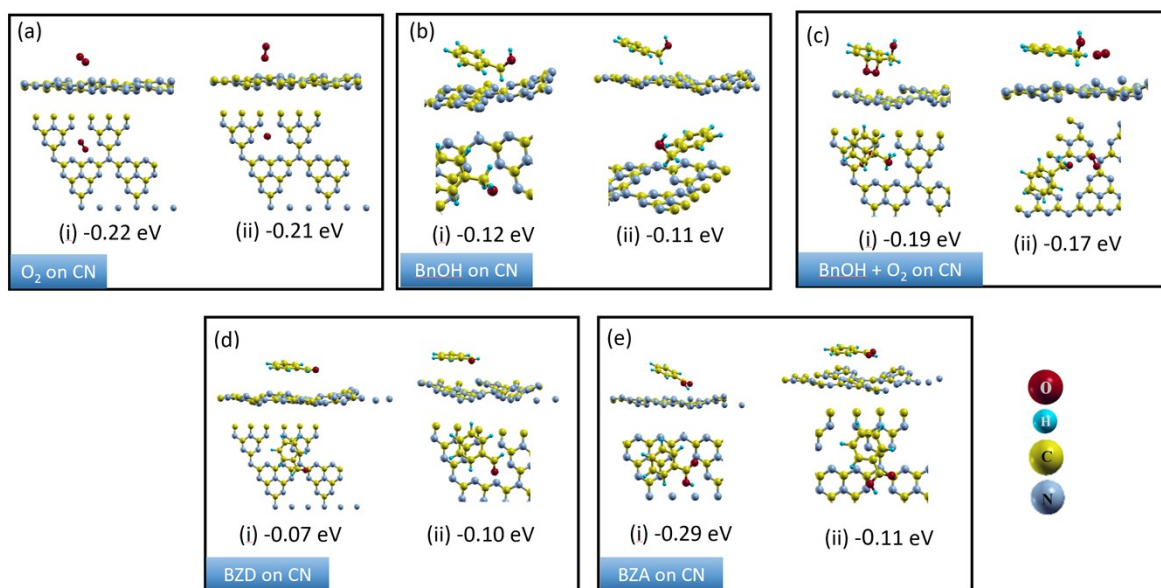 (a)
(i) -0.22 eV
(ii) -0.21 eV
O₂ on CN
(b)
(i) -0.12 eV
(ii) -0.11 eV
BnOH on CN
(c)
(i) -0.19 eV
(ii) -0.17 eV
BnOH + O₂ on CN
(d)
(i) -0.07 eV
(ii) -0.10 eV
BZD on CN
(e)
(i) -0.29 eV
(ii) -0.11 eV
BZA on CN
O
H
C
N